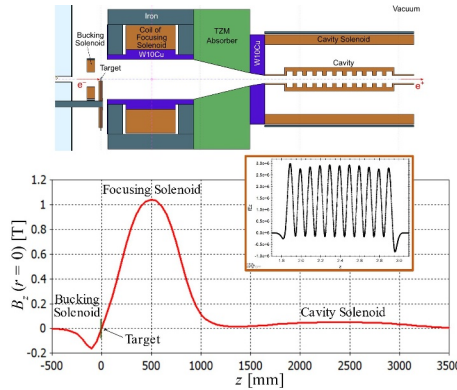 Iron
Vacuum
Bucking
Solenoid
Coil of
Focusing
Solenoid
TZM
Absorber
W10Cu
Cavity Solenoid
Target
W10Cu
Cavity
e⁻
e⁺
Focusing Solenoid
1.2
1
0.8
0.6
0.4
0.2
0
-0.2
B_z (r = 0) [T]
Bucking
Solenoid
Target
Cavity Solenoid
-500 0 500 1000 1500 2000 2500 3000 3500
z [mm]